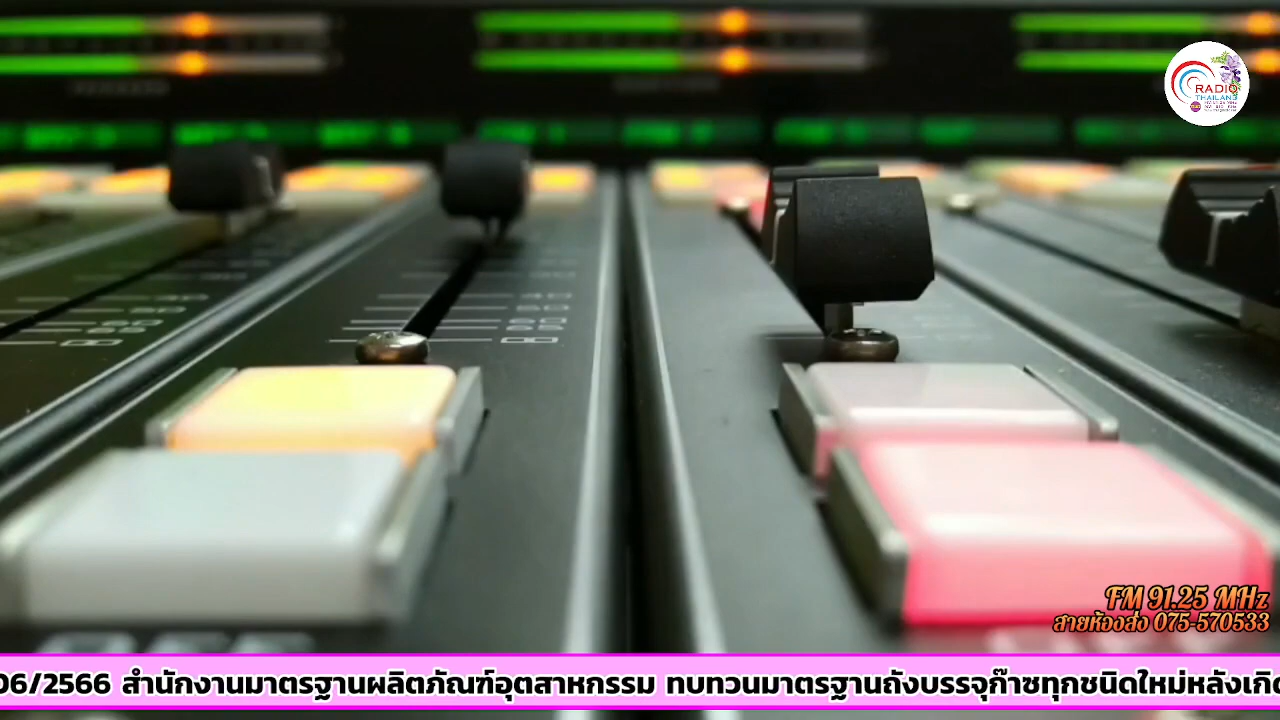 RADIO
THAILAND
FM 91.25 MHz
สายห้องส่ง 075-570533
06/2566 สำนักงานมาตรฐานผลิตภัณฑ์อุตสาหกรรม ทบทวนมาตรฐานถังบรรจุก๊าซทุกชนิดใหม่หลังเกิด